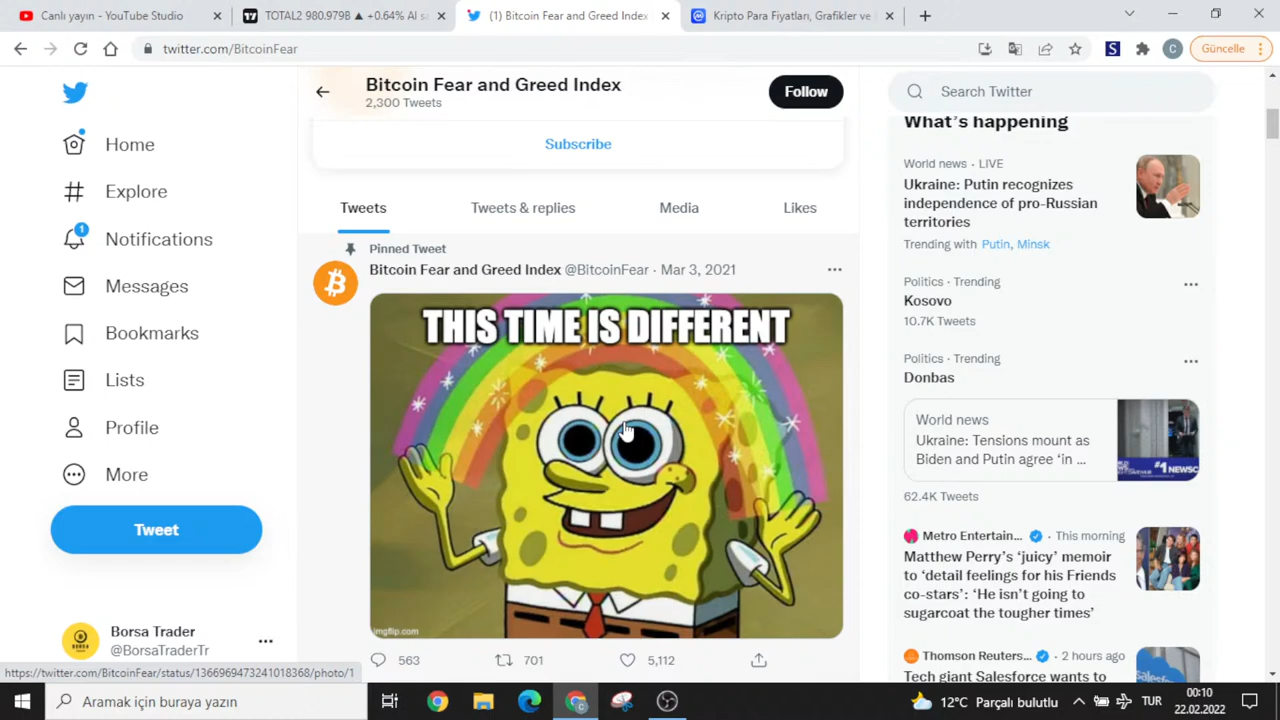 Canlı yayın - YouTube Studio
TOTAL2 980.979B ▲ +0.64% AI s
(1) Bitcoin Fear and Greed Index
Kripto Para Fiyatları, Grafikler ve
twitter.com/BitcoinFear
S
C
Güncelle
Bitcoin Fear and Greed Index
2,300 Tweets
Follow
Subscribe
Tweets
Tweets & replies
Media
Likes
Home
Explore
1
Notifications
Messages
Bookmarks
Lists
Profile
More
Tweet
Borsa Trader
@BorsaTraderTr
https://twitter.com/BitcoinFear/status/1366969473241018368/photo/1
Pinned Tweet
Bitcoin Fear and Greed Index @BitcoinFear · Mar 3, 2021
THIS TIME IS DIFFERENT
imgflip.com
563
701
5,112
Search Twitter
What's happening
World news · LIVE
Ukraine: Putin recognizes
independence of pro-Russian
territories
Trending with Putin, Minsk
Politics · Trending
Kosovo
10.7K Tweets
Politics · Trending
Donbas
World news
Ukraine: Tensions mount as
Biden and Putin agree 'in ...
#1 NEWSC
62.4K Tweets
Metro Entertain... · This morning
Matthew Perry's 'juicy' memoir
to 'detail feelings for his Friends
co-stars': 'He isn't going to
sugarcoat the tougher times'
Thomson Reuters... · 2 hours ago
Tech giant Salesforce wants to
Aramak için buraya yazın
12°C Parçalı bulutlu
TUR
00:10
22.02.2022